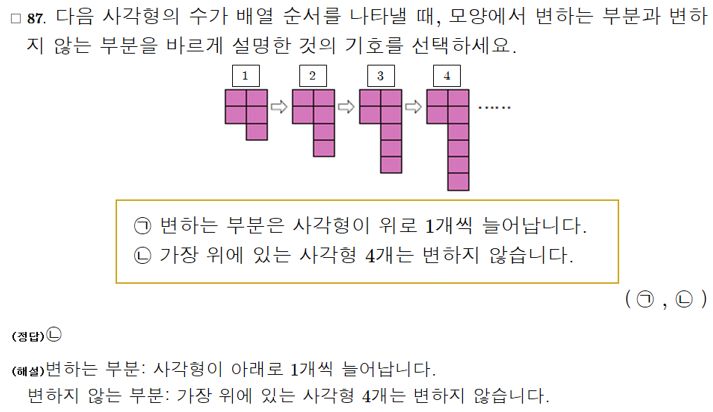 □ 87. 다음 사각형의 수가 배열 순서를 나타낼 때, 모양에서 변하는 부분과 변하
지 않는 부분을 바르게 설명한 것의 기호를 선택하세요.
1 2 3 4
⇨ ⇨ ⇨ ……
㉠ 변하는 부분은 사각형이 위로 1개씩 늘어납니다.
㉡ 가장 위에 있는 사각형 4개는 변하지 않습니다.
( ㉠ , ㉡ )
(정답)㉡
(해설)변하는 부분: 사각형이 아래로 1개씩 늘어납니다.
변하지 않는 부분: 가장 위에 있는 사각형 4개는 변하지 않습니다.